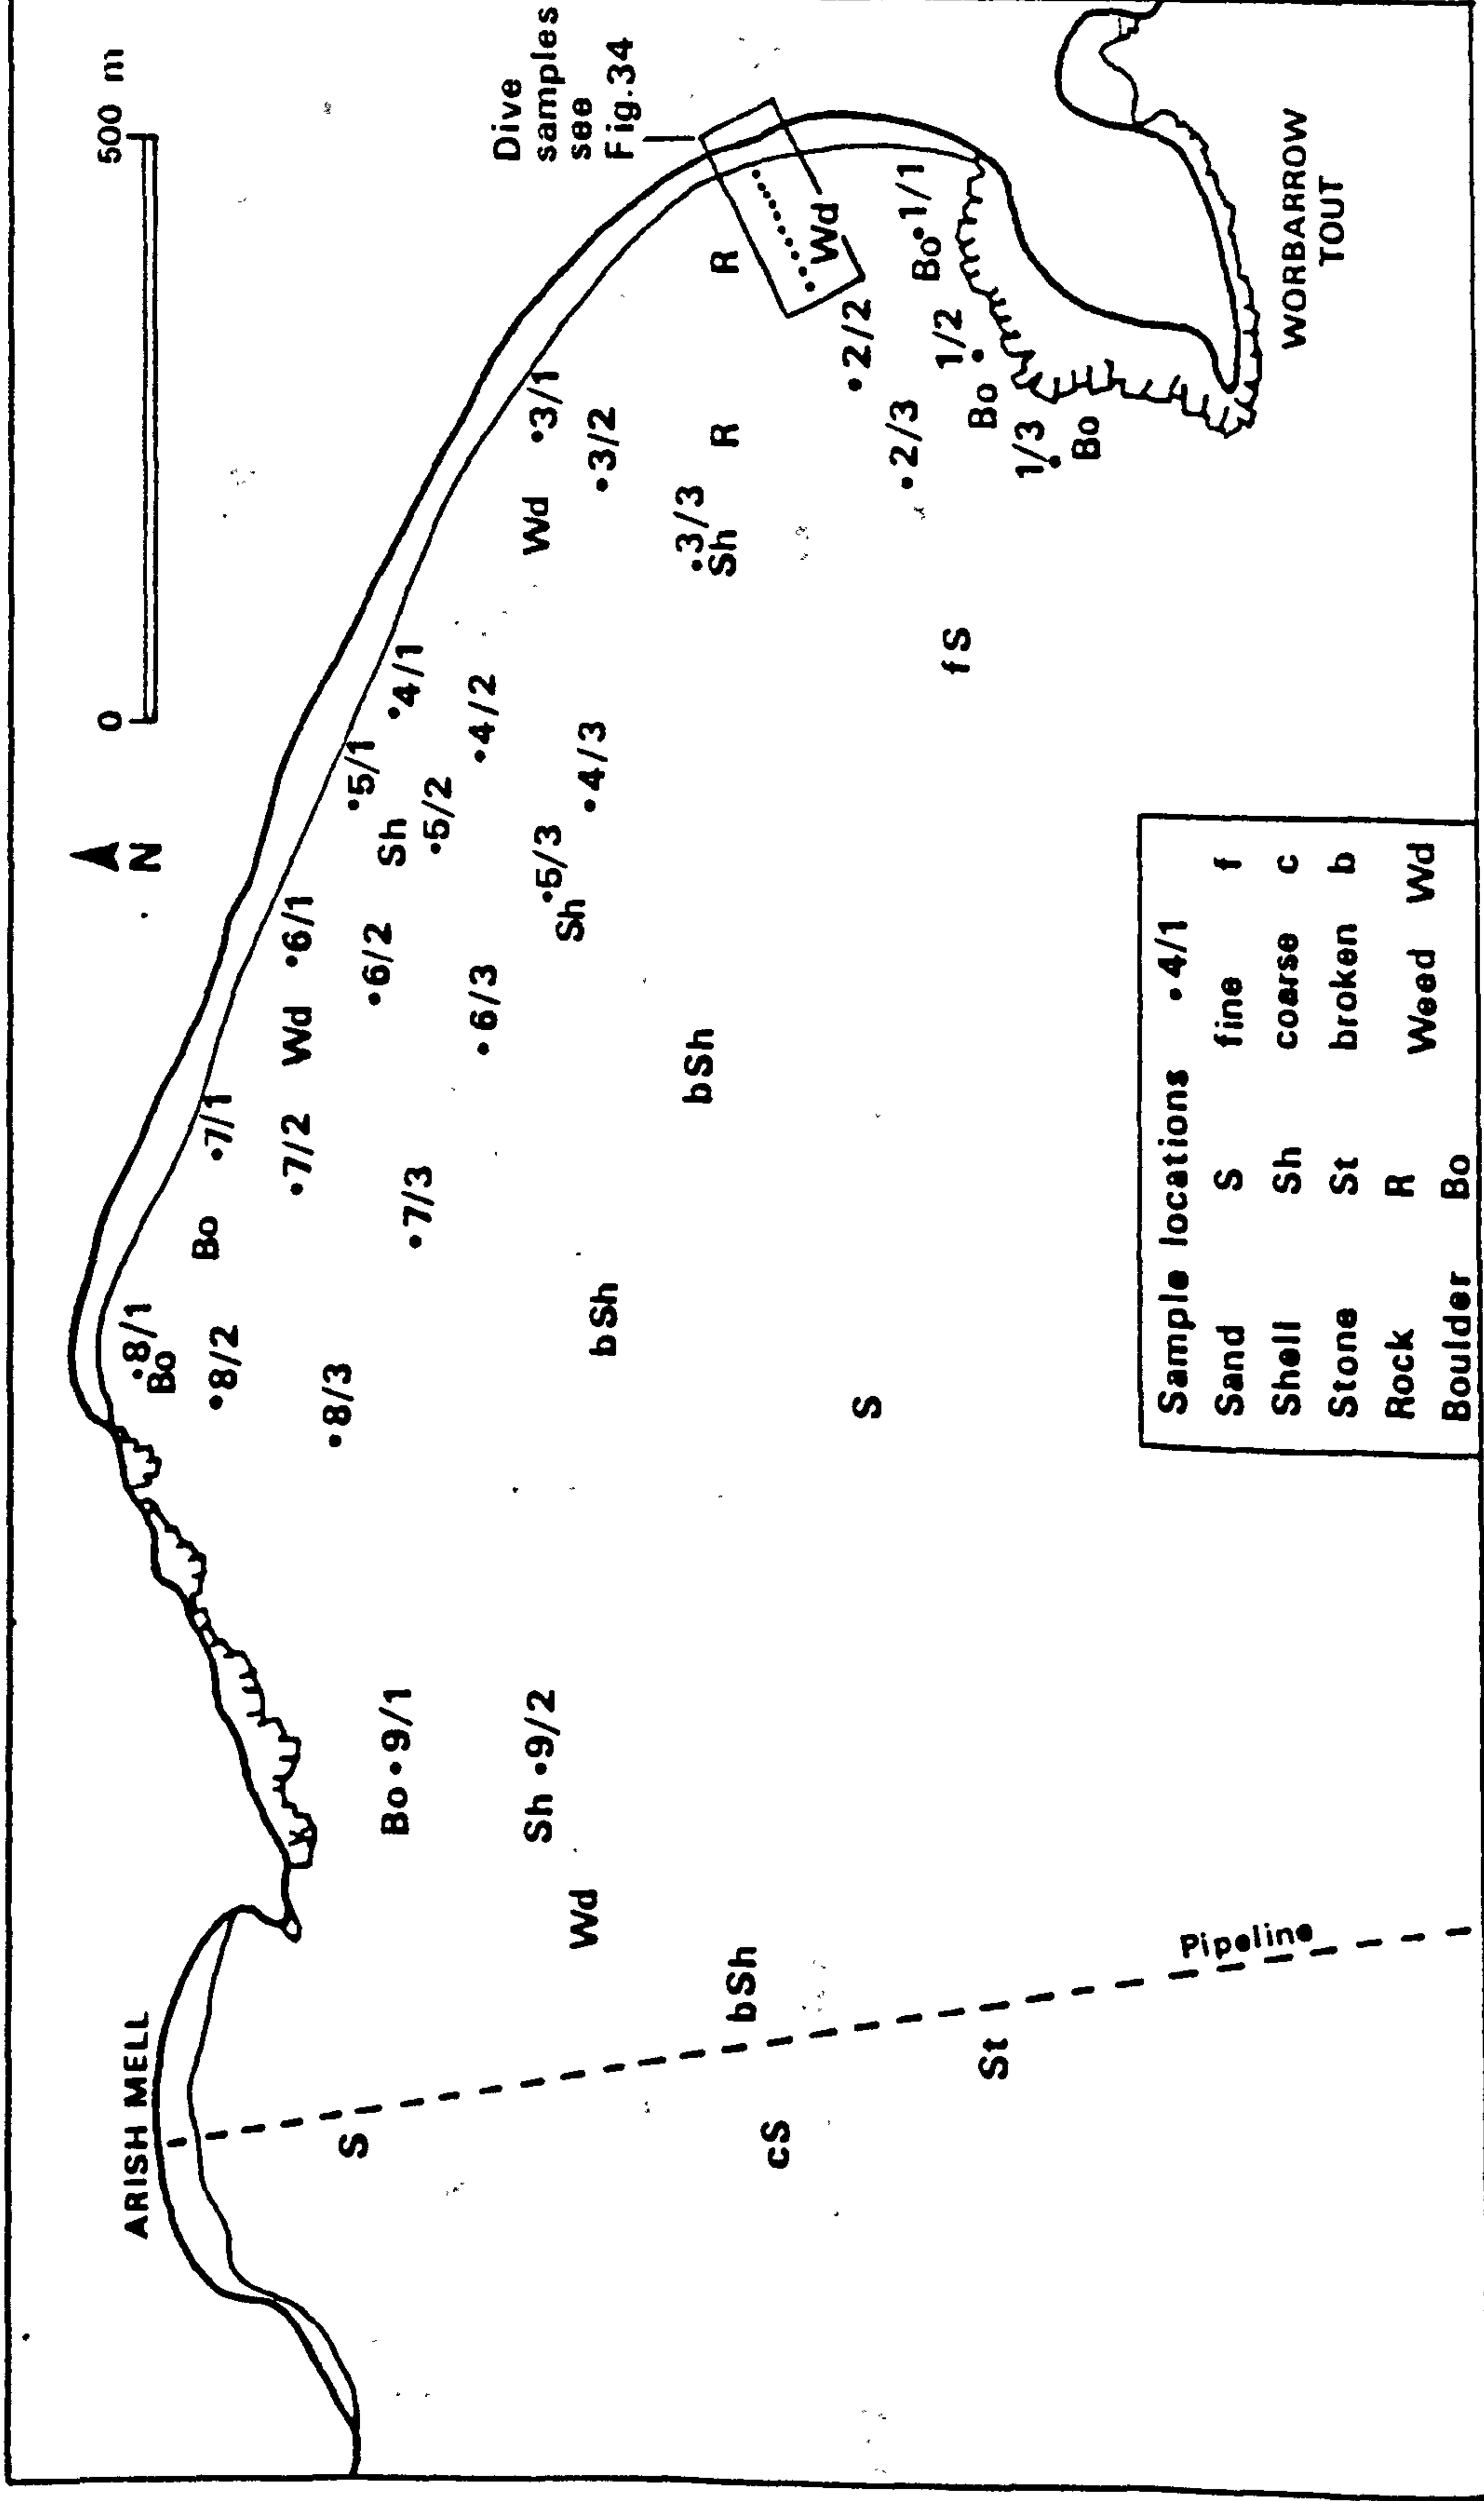 0 500 m
N
ARISH MELL
Dive
samples
see
Fig.34
.8/1
Bo
.8/2
.8/3
Bo
.7/1
.7/2
.7/3
Wd
.6/1
.6/2
.6/3
.5/1
Sh
.5/2
.5/3
Sh
.4/1
.4/2
.4/3
Wd
.3/1
.3/2
.3/3
Sh
R
R
Wd
.2/2
.2/3
Bo.1/1
1/2
Bo
1/3
Bo
S
Bo.9/1
Sh.9/2
Wd
bSh
bSh
bSh
cS
S
fS
St
Pipeline
WORBARROW
TOUT
Sample locations .4/1
Sand S fine f
Shell Sh coarse c
Stone St broken b
Rock R Weed Wd
Boulder Bo